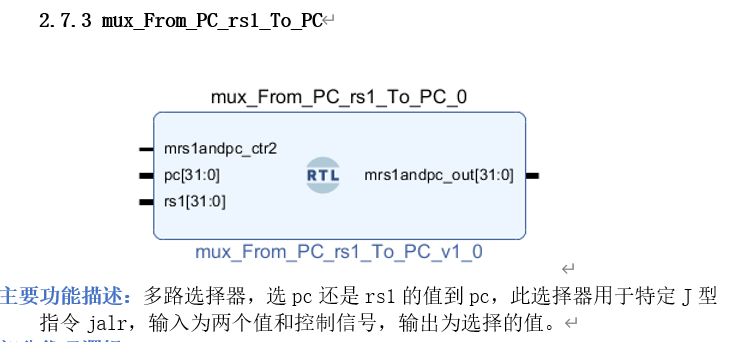 2.7.3 mux_From_PC_rs1_To_PC
mux_From_PC_rs1_To_PC_0
mrs1andpc_ctr2
pc[31:0]
rs1[31:0]
RTL
mrs1andpc_out[31:0]
mux_From_PC_rs1_To_PC_v1_0
主要功能描述：多路选择器，选 pc 还是 rs1 的值到 pc，此选择器用于特定 J 型
指令 jalr，输入为两个值和控制信号，输出为选择的值。